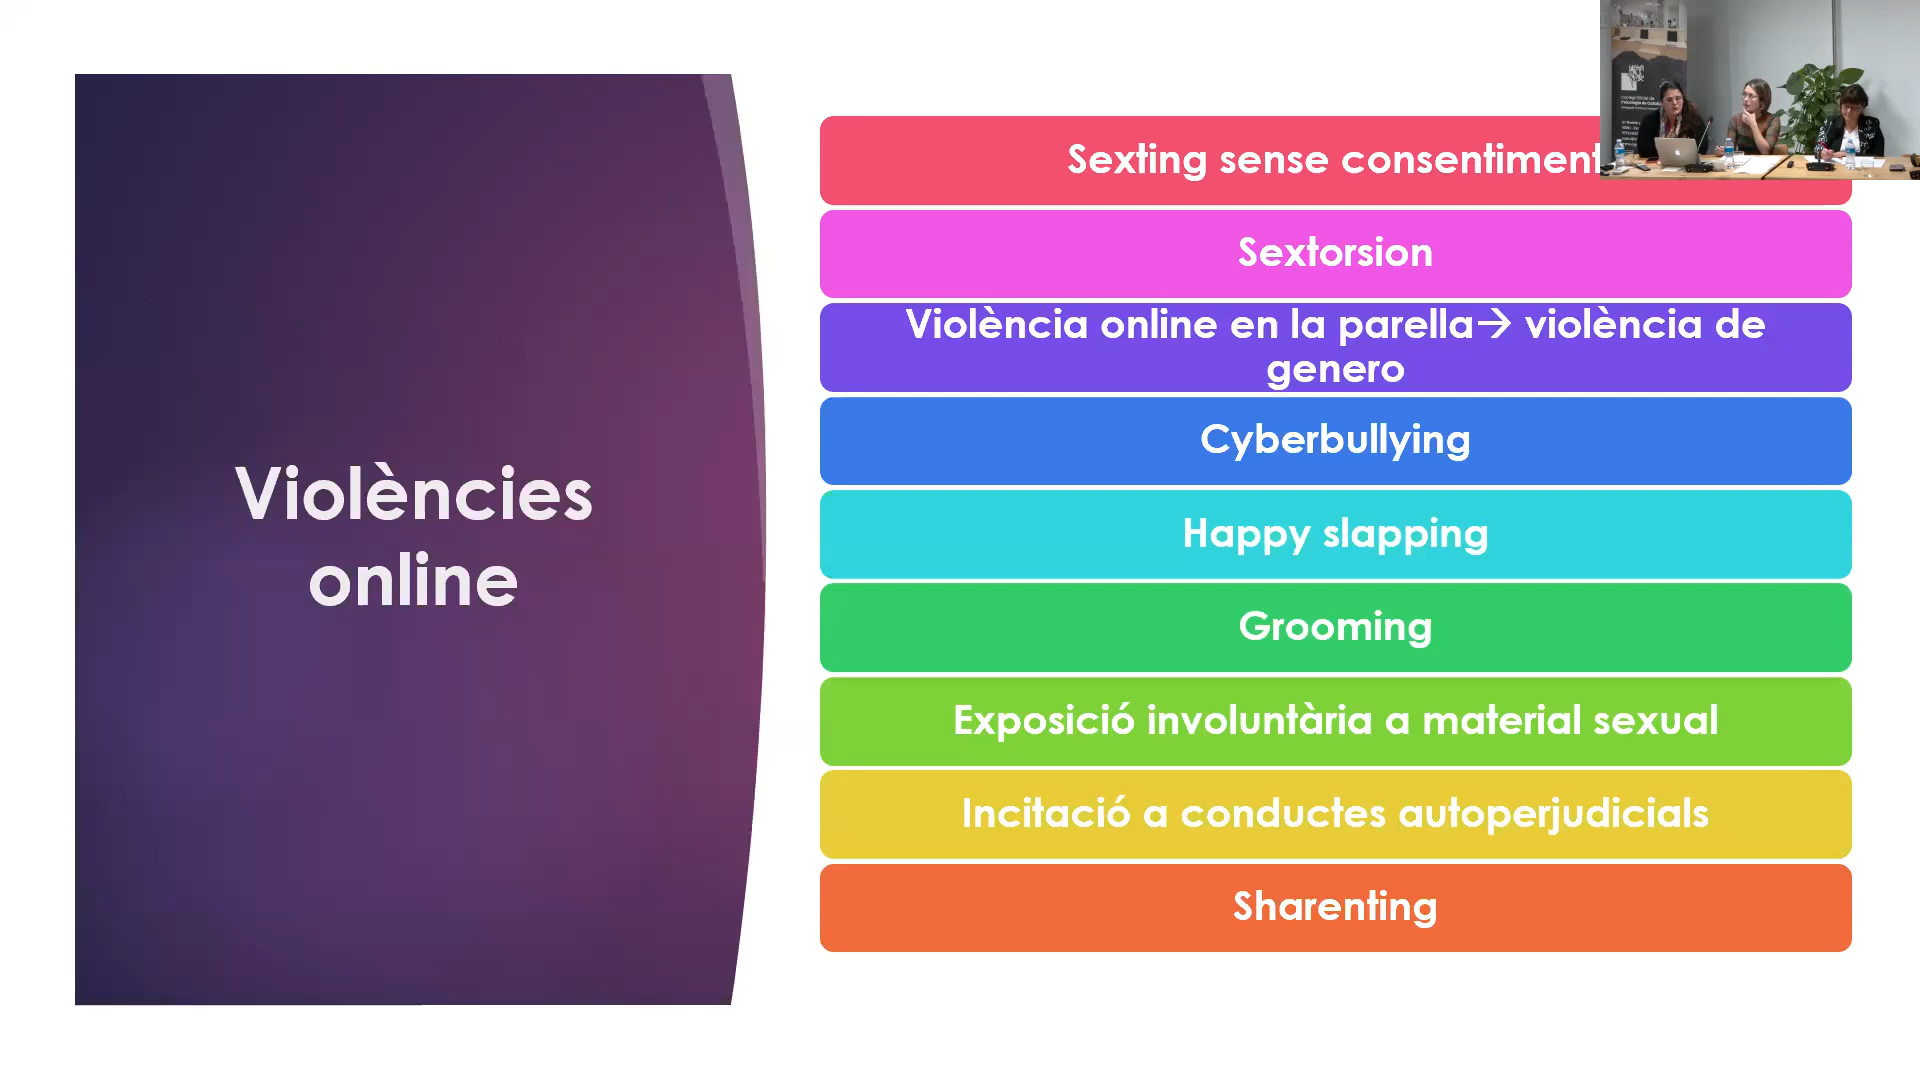 Violències
online
Sexting sense consentiment
Sextorsion
Violència online en la parella→ violència de
genero
Cyberbullying
Happy slapping
Grooming
Exposició involuntària a material sexual
Incitació a conductes autoperjudicials
Sharenting